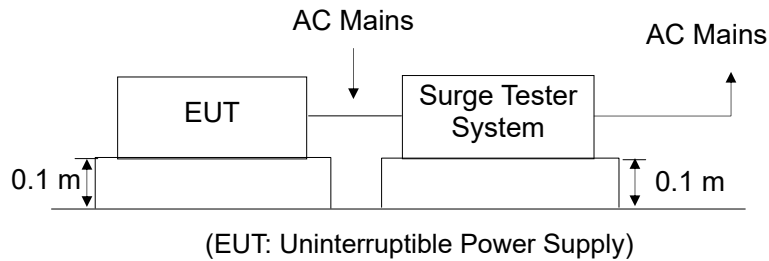 AC Mains
AC Mains
EUT
Surge Tester
System
0.1 m
0.1 m
(EUT: Uninterruptible Power Supply)